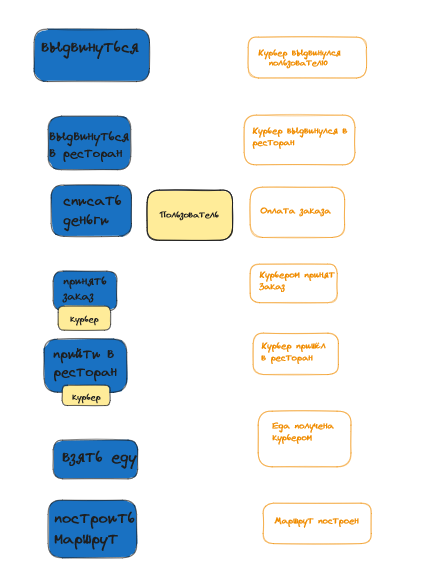 выдвинуться
Курьер выдвинулся
пользователю
выдвинуться
в ресторан
Курьер выдвинулся в
ресторан
списать
деньги
Пользователь
Оплата заказа
принять
заказ
Курьер
Курьером принят
Заказ
прийти в
ресторан
Курьер
Курьер пришёл
в ресторан
Еда получена
курьером
взять еду
построить
маршрут
Маршрут построен